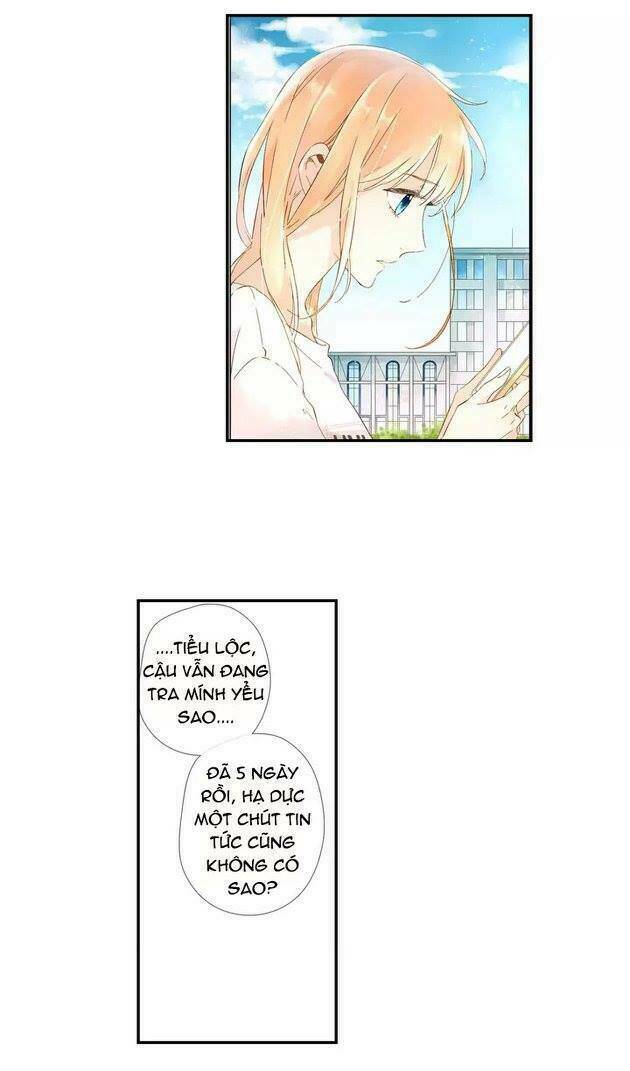 ....TIỂU LỘC,
CẬU VẪN ĐANG
TRA MÍNH YỂU
SAO....
ĐÃ 5 NGÀY
RỒI, HẠ DỰC
MỘT CHÚT TIN
TỨC CŨNG
KHÔNG CÓ
SAO?